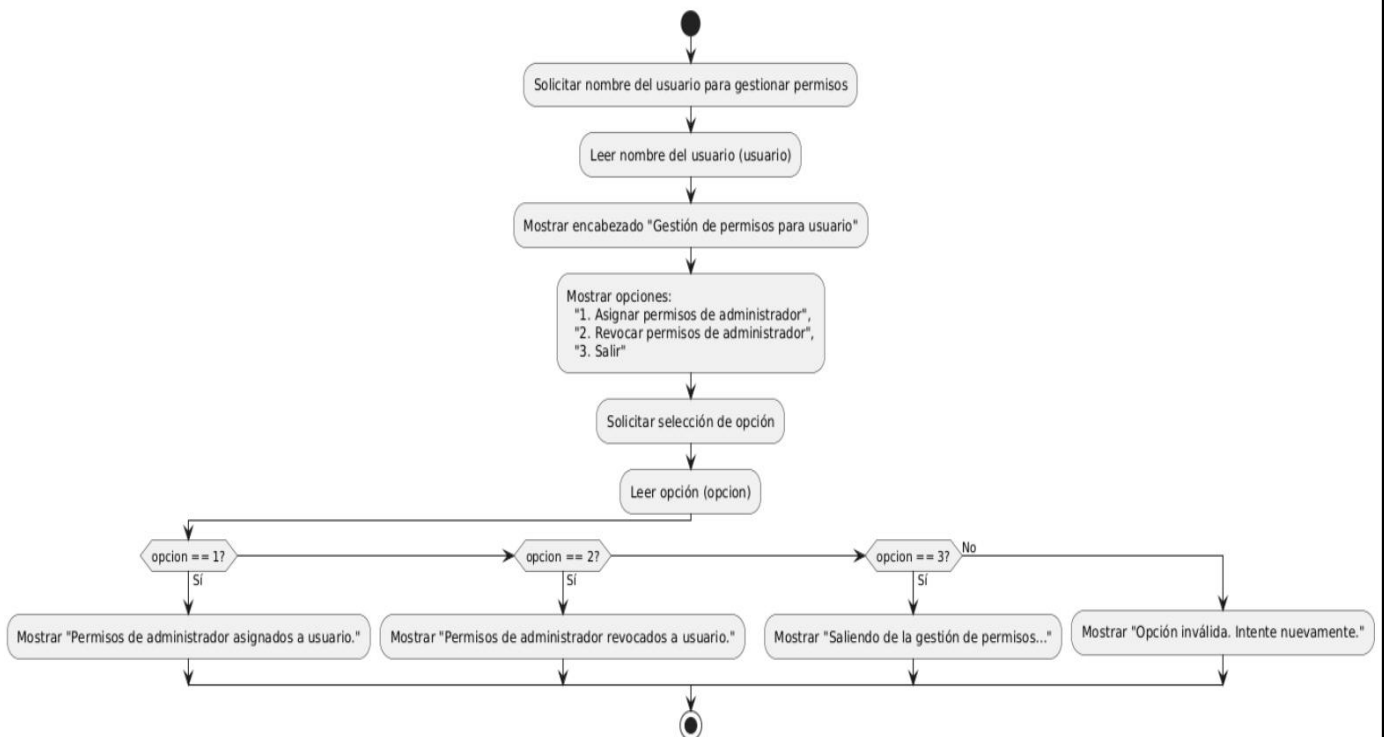 Solicitar nombre del usuario para gestionar permisos
Leer nombre del usuario (usuario)
Mostrar encabezado "Gestión de permisos para usuario"
Mostrar opciones:
"1. Asignar permisos de administrador",
"2. Revocar permisos de administrador",
"3. Salir"
Solicitar selección de opción
Leer opción (opcion)
opcion == 1?
opcion == 2?
opcion == 3?
No
Sí
Sí
Sí
Mostrar "Permisos de administrador asignados a usuario."
Mostrar "Permisos de administrador revocados a usuario."
Mostrar "Saliendo de la gestión de permisos..."
Mostrar "Opción inválida. Intente nuevamente."